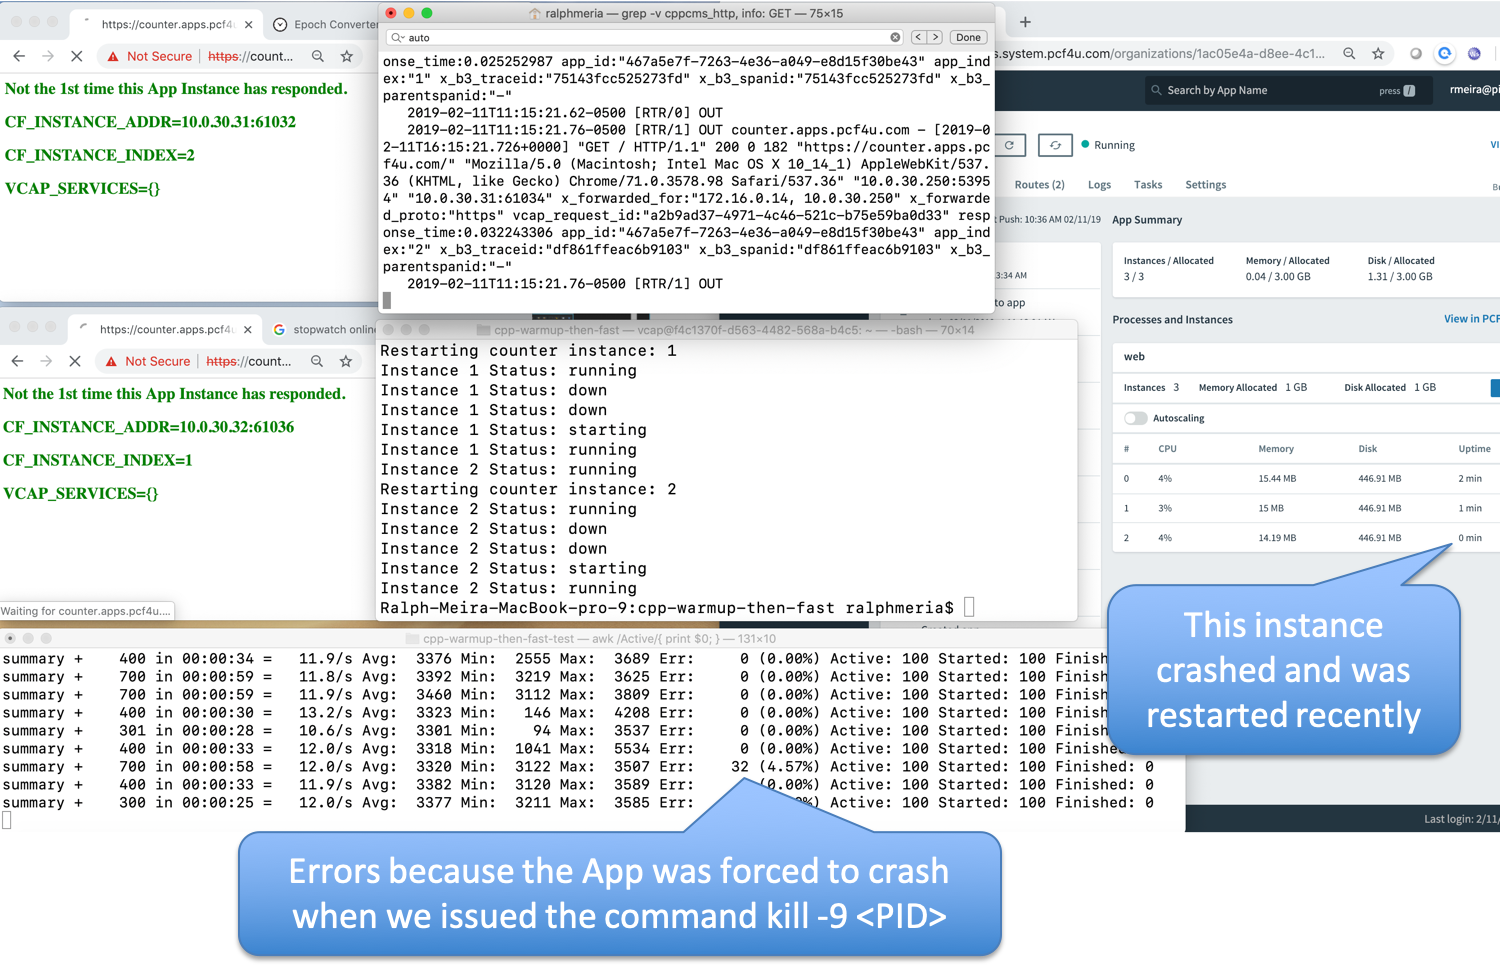 https://counter.apps.pcf4
Epoch Converter
Not Secure | https://count...
Not the 1st time this App Instance has responded.
CF_INSTANCE_ADDR=10.0.30.31:61032
CF_INSTANCE_INDEX=2
VCAP_SERVICES={}
ralphmeria — grep -v cppcms_http, info: GET — 75×15
auto
Done
onse_time:0.025252987 app_id:"467a5e7f-7263-4e36-a049-e8d15f30be43" app_ind
ex:"1" x_b3_traceid:"75143fcc525273fd" x_b3_spanid:"75143fcc525273fd" x_b3_
parentspanid:"-"
2019-02-11T11:15:21.62-0500 [RTR/0] OUT
2019-02-11T11:15:21.76-0500 [RTR/1] OUT counter.apps.pcf4u.com - [2019-0
2-11T16:15:21.726+0000] "GET / HTTP/1.1" 200 0 182 "https://counter.apps.pc
f4u.com/" "Mozilla/5.0 (Macintosh; Intel Mac OS X 10_14_1) AppleWebKit/537.
36 (KHTML, like Gecko) Chrome/71.0.3578.98 Safari/537.36" "10.0.30.250:5395
4" "10.0.30.31:61034" x_forwarded_for:"172.16.0.14, 10.0.30.250" x_forwarde
d_proto:"https" vcap_request_id:"a2b9ad37-4971-4c46-521c-b75e59ba0d33" resp
onse_time:0.032243306 app_id:"467a5e7f-7263-4e36-a049-e8d15f30be43" app_ind
ex:"2" x_b3_traceid:"df861ffeac6b9103" x_b3_spanid:"df861ffeac6b9103" x_b3_
parentspanid:"-"
2019-02-11T11:15:21.76-0500 [RTR/1] OUT
s.system.pcf4u.com/organizations/1ac05e4a-d8ee-4c1...
Search by App Name
press /
rmeira@pi
Running
VI
Routes (2) Logs Tasks Settings
t Push: 10:36 AM 02/11/19
App Summary
Instances / Allocated Memory / Allocated Disk / Allocated
3 / 3 0.04 / 3.00 GB 1.31 / 3.00 GB
3:34 AM
to app
Processes and Instances
View in PCF
web
Instances 3 Memory Allocated 1 GB Disk Allocated 1 GB
Autoscaling
# CPU Memory Disk Uptime
0 4% 15.44 MB 446.91 MB 2 min
1 3% 15 MB 446.91 MB 1 min
2 4% 14.19 MB 446.91 MB 0 min
https://counter.apps.pcf4u
stopwatch online
Not Secure | https://count...
Not the 1st time this App Instance has responded.
CF_INSTANCE_ADDR=10.0.30.32:61036
CF_INSTANCE_INDEX=1
VCAP_SERVICES={}
Waiting for counter.apps.pcf4u....
cpp-warmup-then-fast — vcap@f4c1370f-d563-4482-568a-b4c5: ~ — -bash — 70×14
Restarting counter instance: 1
Instance 1 Status: running
Instance 1 Status: down
Instance 1 Status: down
Instance 1 Status: starting
Instance 1 Status: running
Instance 2 Status: running
Restarting counter instance: 2
Instance 2 Status: running
Instance 2 Status: down
Instance 2 Status: down
Instance 2 Status: starting
Instance 2 Status: running
Ralph-Meira-MacBook-pro-9:cpp-warmup-then-fast ralphmeria$
This instance
crashed and was
restarted recently
cpp-warmup-then-fast-test — awk /Active/{ print $0; } — 131×10
summary + 400 in 00:00:34 = 11.9/s Avg: 3376 Min: 2555 Max: 3689 Err: 0 (0.00%) Active: 100 Started: 100 Finish
summary + 700 in 00:00:59 = 11.8/s Avg: 3392 Min: 3219 Max: 3625 Err: 0 (0.00%) Active: 100 Started: 100 Finish
summary + 700 in 00:00:59 = 11.9/s Avg: 3460 Min: 3112 Max: 3809 Err: 0 (0.00%) Active: 100 Started: 100 Finish
summary + 400 in 00:00:30 = 13.2/s Avg: 3323 Min: 146 Max: 4208 Err: 0 (0.00%) Active: 100 Started: 100 Finish
summary + 301 in 00:00:28 = 10.6/s Avg: 3301 Min: 94 Max: 3537 Err: 0 (0.00%) Active: 100 Started: 100 Finish
summary + 400 in 00:00:33 = 12.0/s Avg: 3318 Min: 1041 Max: 5534 Err: 0 (0.00%) Active: 100 Started: 100 Finishe
summary + 700 in 00:00:58 = 12.0/s Avg: 3320 Min: 3122 Max: 3507 Err: 32 (4.57%) Active: 100 Started: 100 Finished: 0
summary + 400 in 00:00:33 = 11.9/s Avg: 3382 Min: 3120 Max: 3589 Err: (0.00%) Active: 100 Started: 100 Finished: 0
summary + 300 in 00:00:25 = 12.0/s Avg: 3377 Min: 3211 Max: 3585 Err: %) Active: 100 Started: 100 Finished: 0
Last login: 2/11/
Errors because the App was forced to crash
when we issued the command kill -9 <PID>